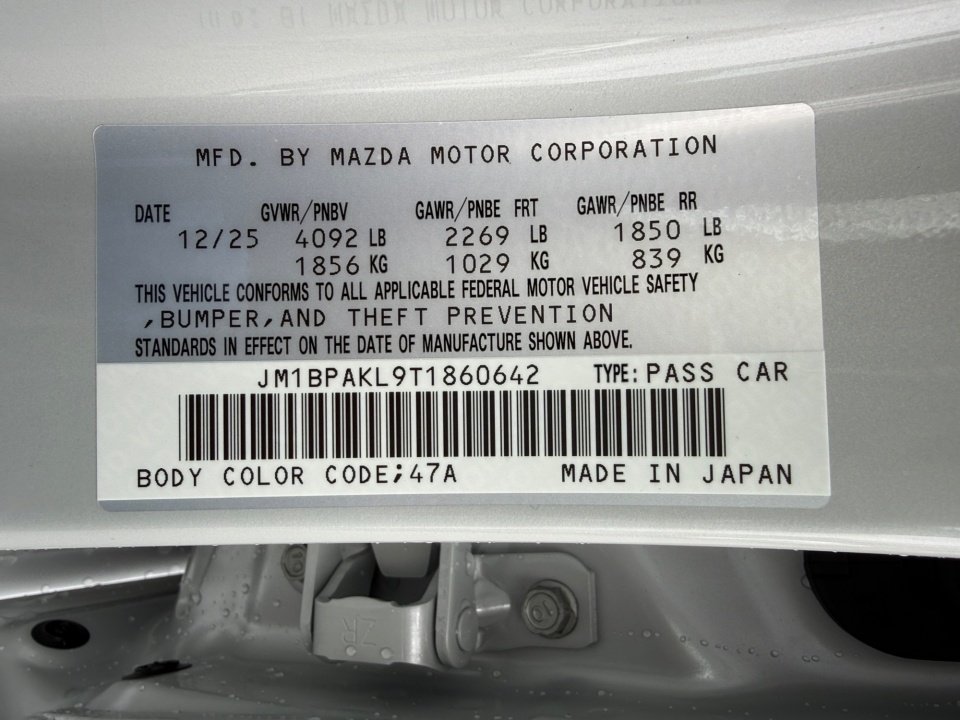 MFD. BY MAZDA MOTOR CORPORATION
DATE GVWR/PNBV GAWR/PNBE FRT GAWR/PNBE RR
12/25 4092 LB 2269 LB 1850 LB
1856 KG 1029 KG 839 KG
THIS VEHICLE CONFORMS TO ALL APPLICABLE FEDERAL MOTOR VEHICLE SAFETY
,BUMPER,AND THEFT PREVENTION
STANDARDS IN EFFECT ON THE DATE OF MANUFACTURE SHOWN ABOVE.
JM1BPAKL9T1860642 TYPE: PASS CAR
BODY COLOR CODE;47A MADE IN JAPAN